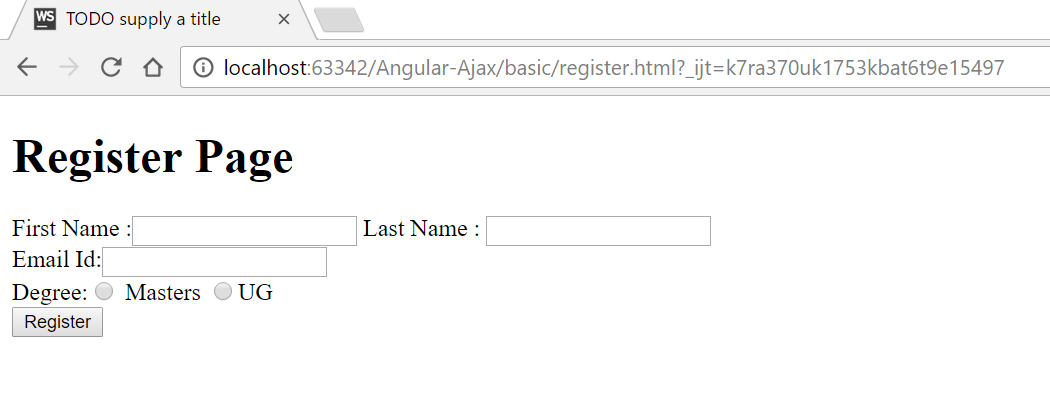 WS TODO supply a title
localhost:63342/Angular-Ajax/basic/register.html?_ijt=k7ra370uk1753kbat6t9e15497
Register Page
First Name : Last Name :
Email Id:
Degree: Masters UG
Register